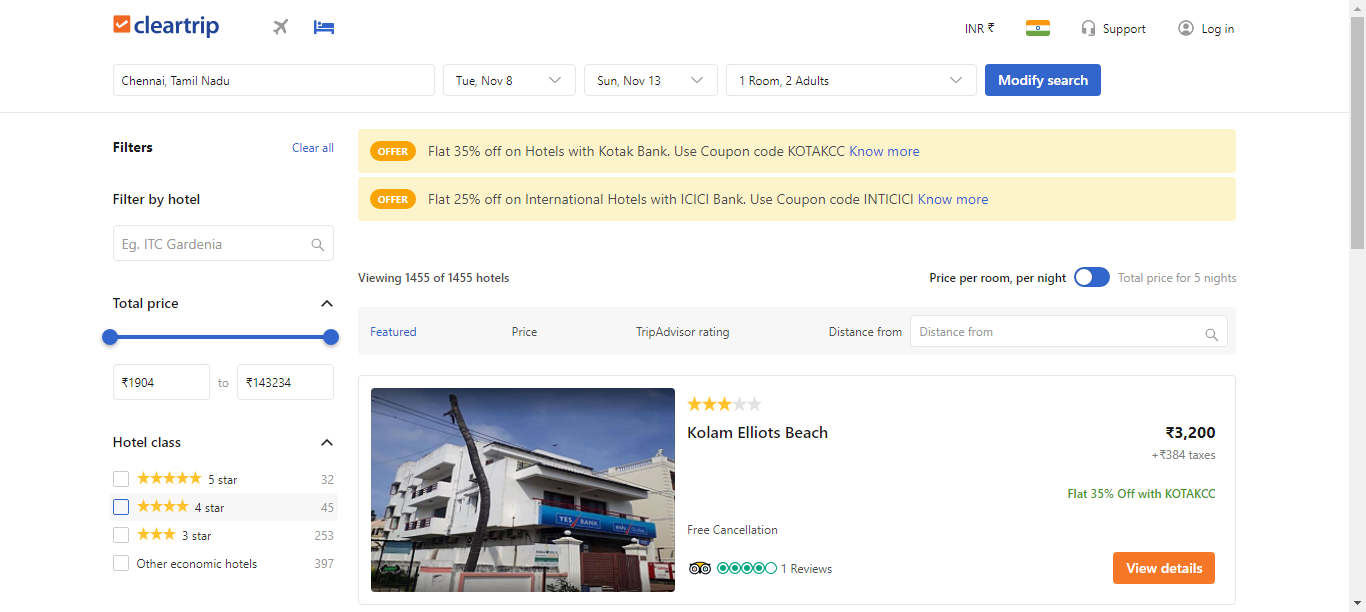 cleartrip
INR ₹
Support
Log in
Chennai, Tamil Nadu
Tue, Nov 8
Sun, Nov 13
1 Room, 2 Adults
Modify search
Filters
Clear all
Filter by hotel
Eg. ITC Gardenia
Total price
₹1904 to ₹143234
Hotel class
5 star 32
4 star 45
3 star 253
Other economic hotels 397
OFFER Flat 35% off on Hotels with Kotak Bank. Use Coupon code KOTAKCC Know more
OFFER Flat 25% off on International Hotels with ICICI Bank. Use Coupon code INTICICI Know more
Viewing 1455 of 1455 hotels
Price per room, per night
Total price for 5 nights
Featured
Price
TripAdvisor rating
Distance from
Distance from
YES BANK
Kolam Elliots Beach
₹3,200
+₹384 taxes
Flat 35% Off with KOTAKCC
Free Cancellation
1 Reviews
View details